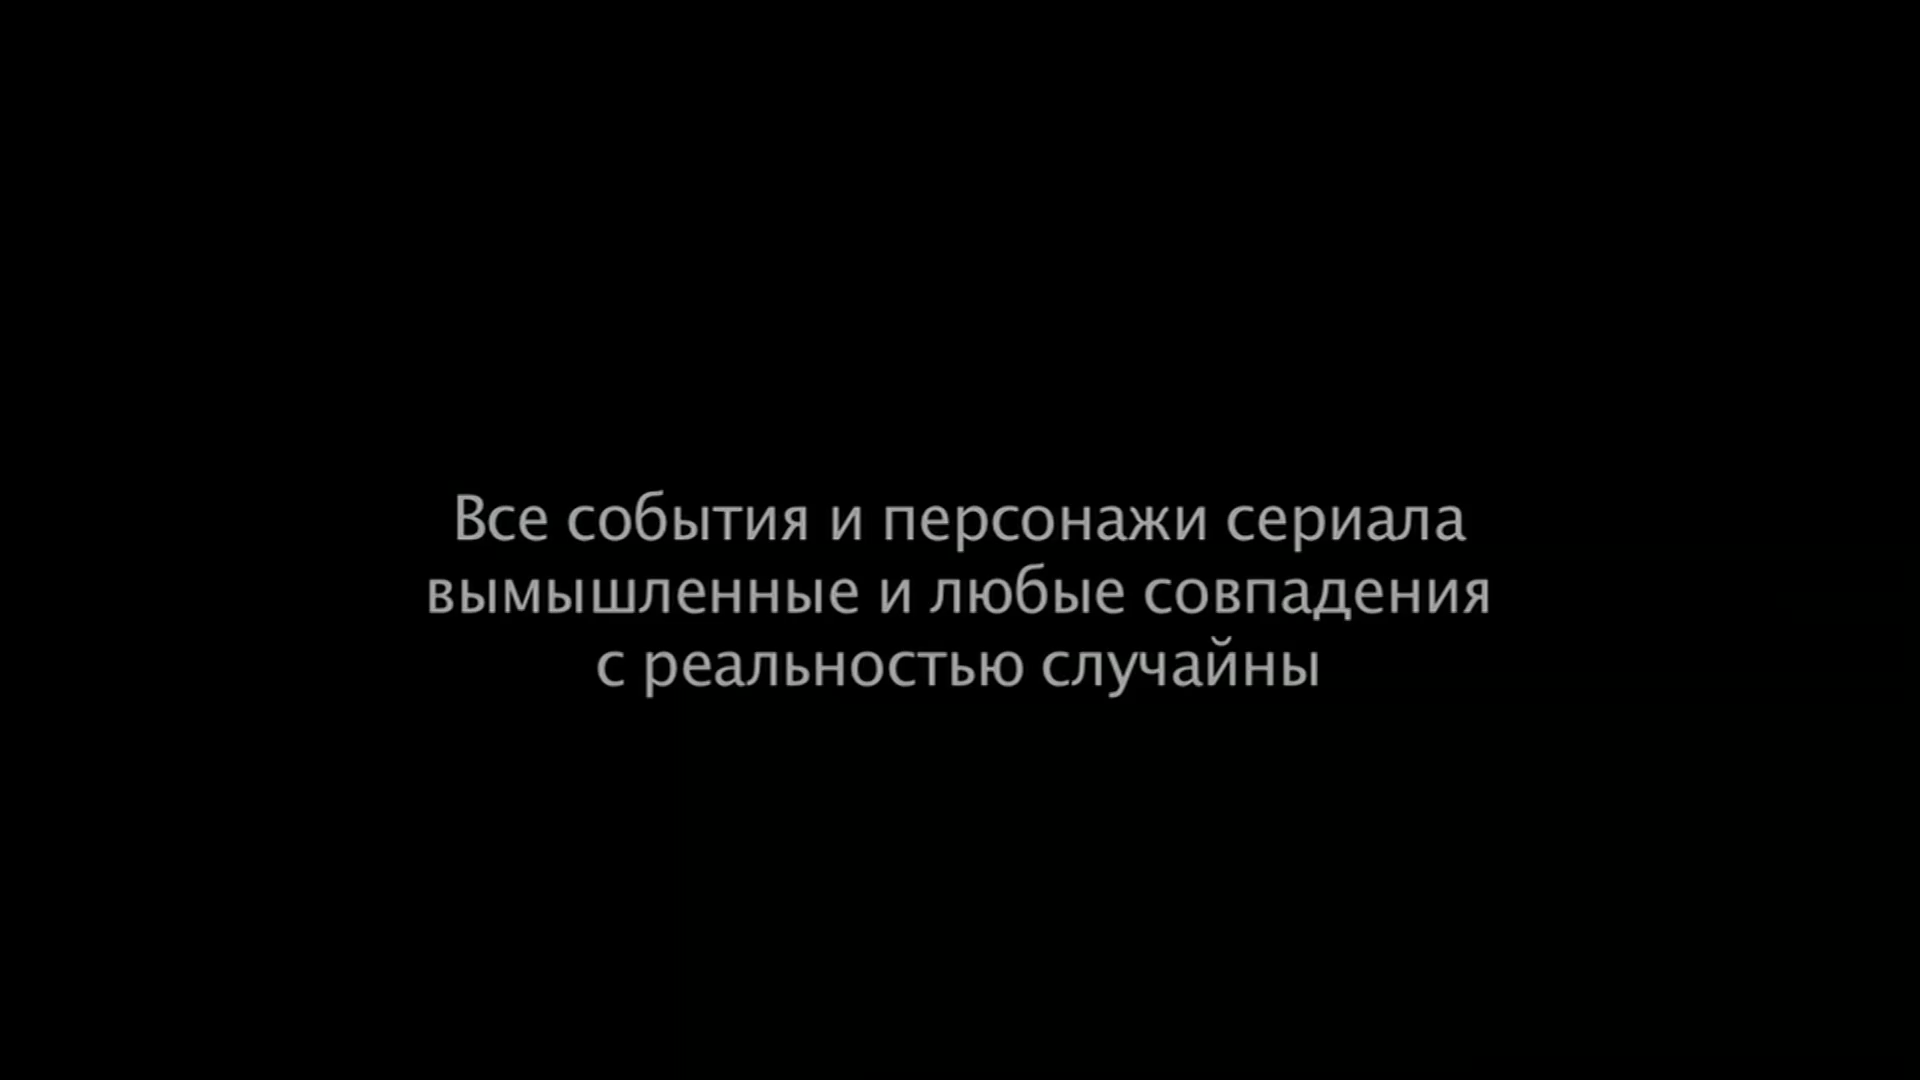 Все события и персонажи сериала
вымышленные и любые совпадения
с реальностью случайны